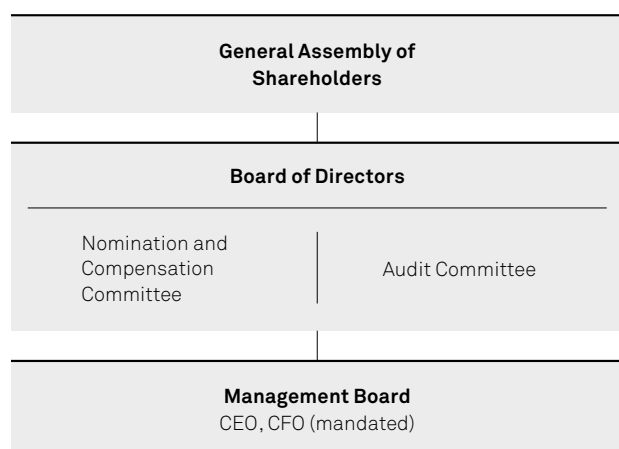 General Assembly of
Shareholders
Board of Directors
Nomination and
Compensation
Committee
Audit Committee
Management Board
CEO, CFO (mandated)